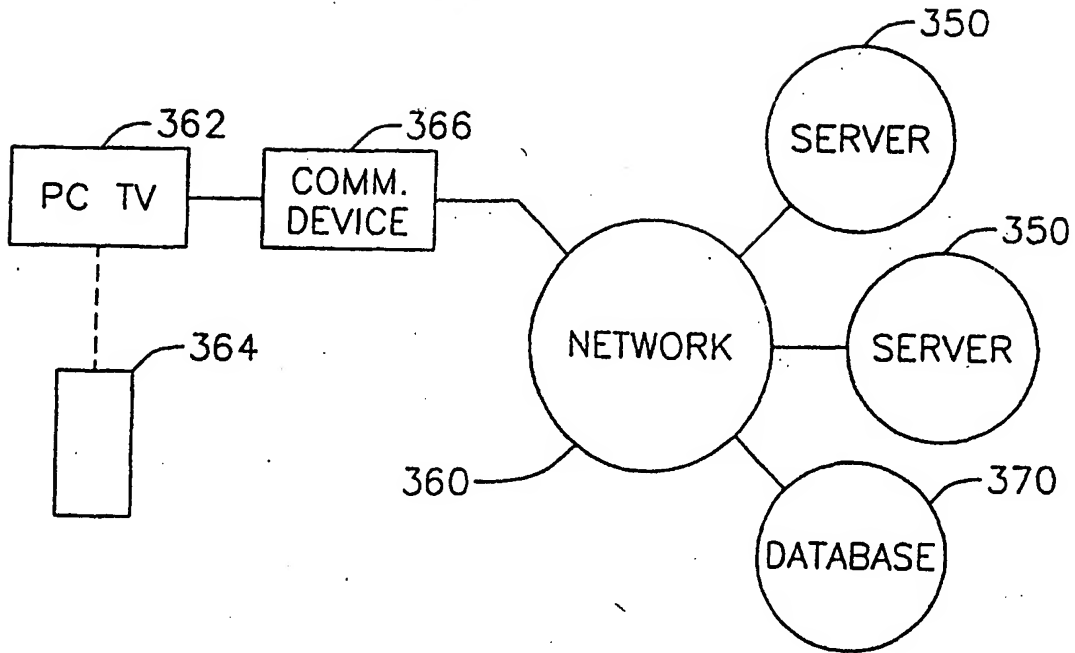 350
SERVER
362
366
PC TV
COMM.
DEVICE
350
SERVER
NETWORK
364
360
370
DATABASE